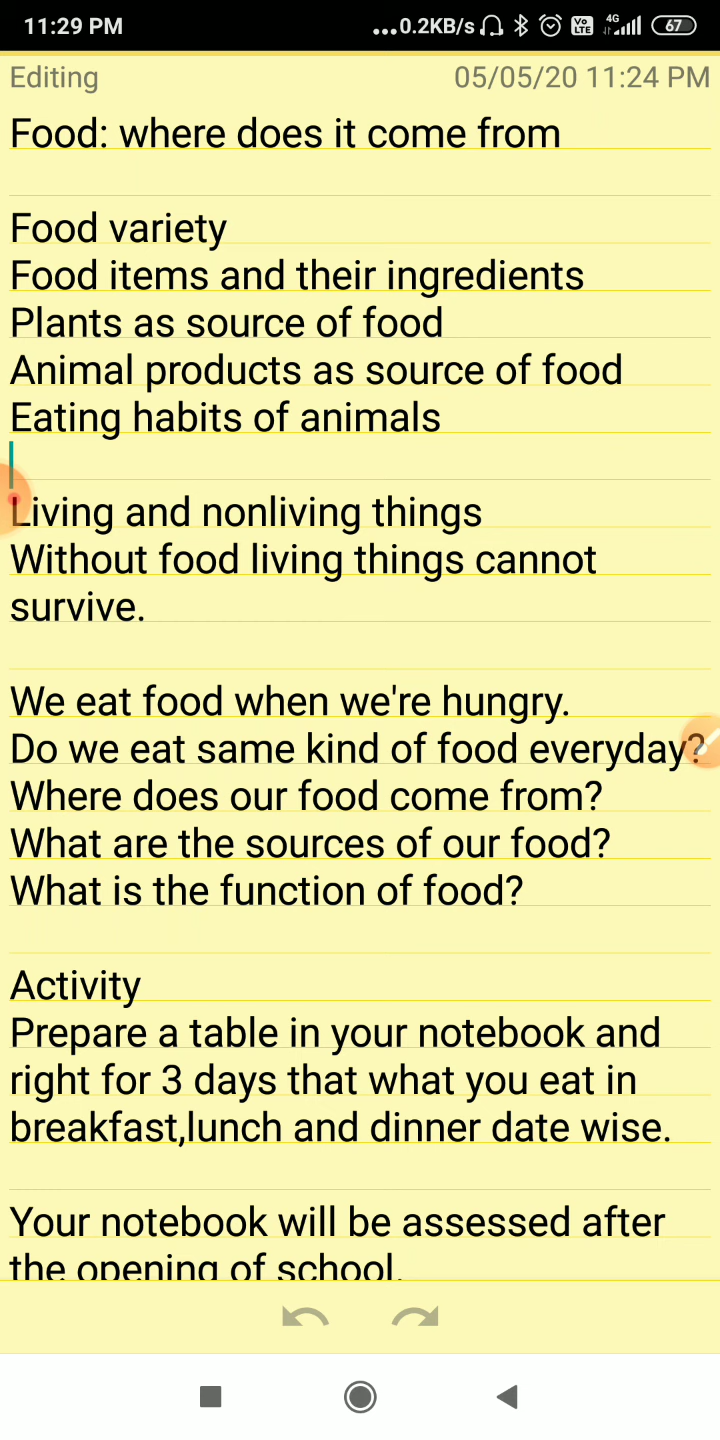 11:29 PM
...0.2KB/s Vo LTE 4G 67
Editing 05/05/20 11:24 PM
Food: where does it come from
Food variety
Food items and their ingredients
Plants as source of food
Animal products as source of food
Eating habits of animals
Living and nonliving things
Without food living things cannot
survive.
We eat food when we're hungry.
Do we eat same kind of food everyday?
Where does our food come from?
What are the sources of our food?
What is the function of food?
Activity
Prepare a table in your notebook and
right for 3 days that what you eat in
breakfast,lunch and dinner date wise.
Your notebook will be assessed after
the opening of school.